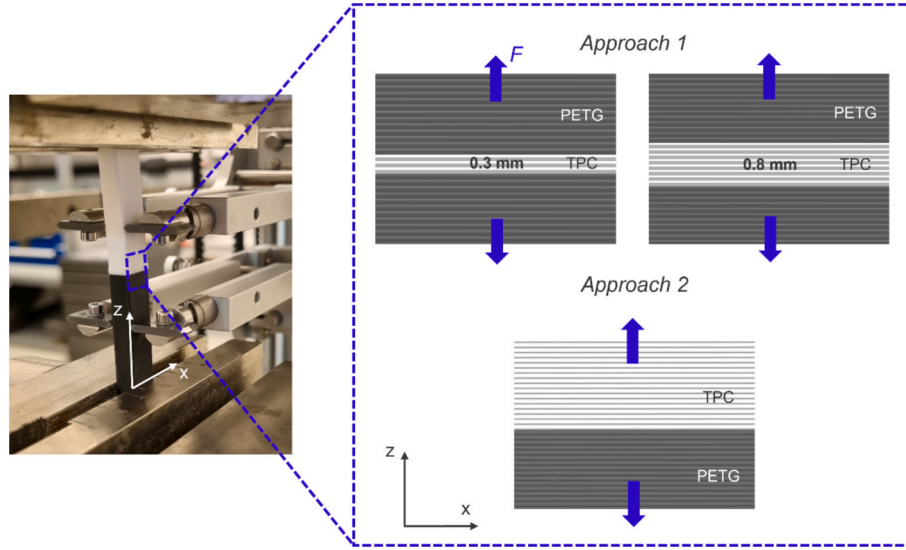 Approach 1
F
PETG
PETG
0.3 mm TPC
0.8 mm TPC
Approach 2
TPC
PETG
z
x
z
x